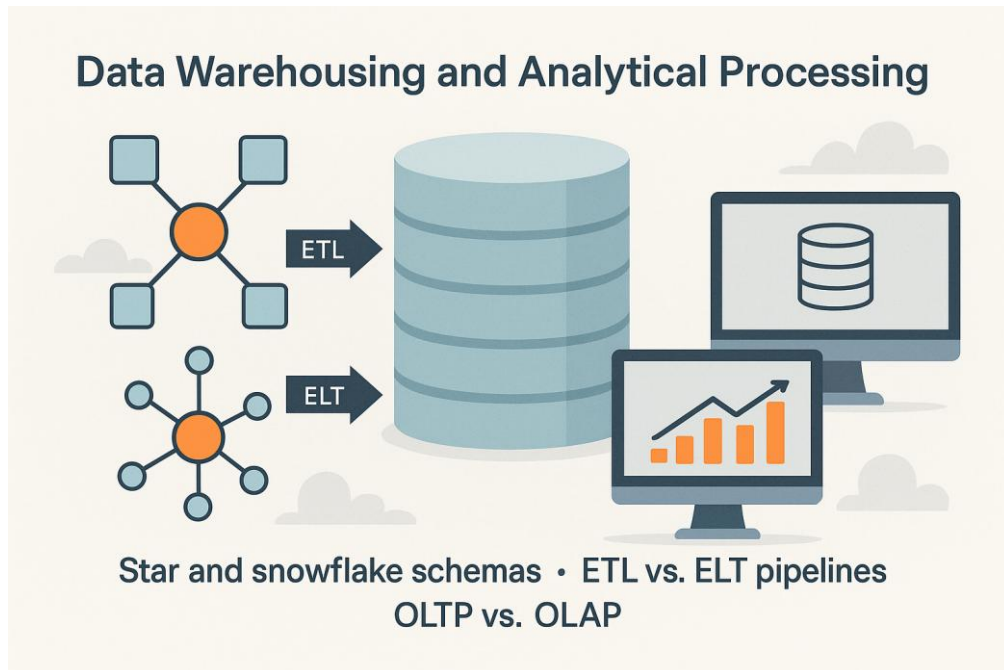 Data Warehousing and Analytical Processing
ETL
ELT
Star and snowflake schemas • ETL vs. ELT pipelines
OLTP vs. OLAP